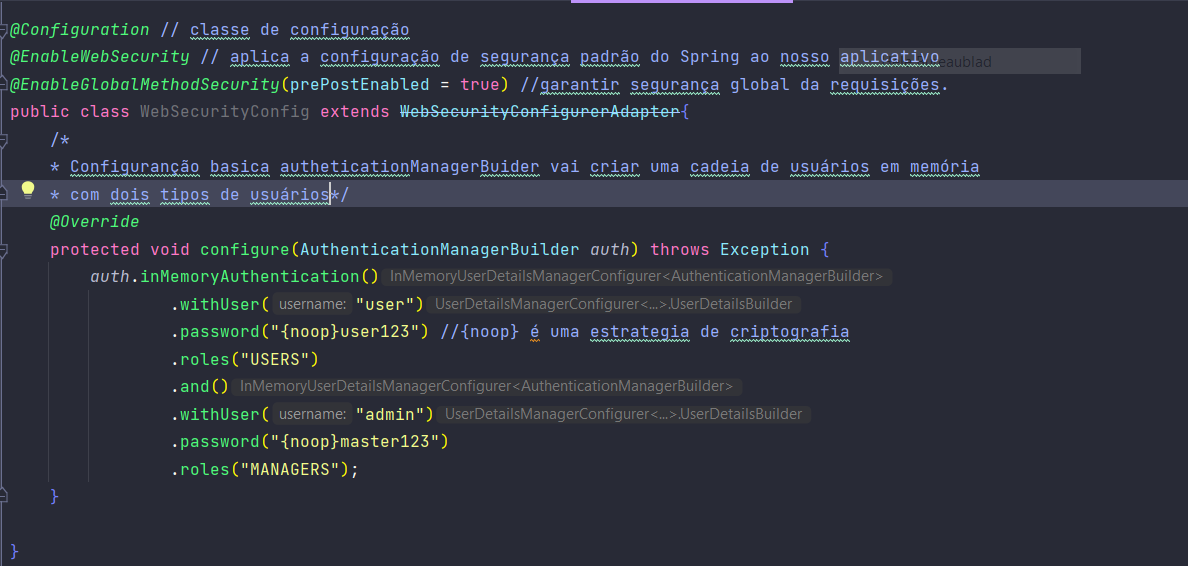 @Configuration // classe de configuração
@EnableWebSecurity // aplica a configuração de segurança padrão do Spring ao nosso aplicativo eaublad
@EnableGlobalMethodSecurity(prePostEnabled = true) //garantir segurança global da requisições.
public class WebSecurityConfig extends WebSecurityConfigurerAdapter{
/*
* Configuranção basica autheticationManagerBuider vai criar uma cadeia de usuários em memória
* com dois tipos de usuários*/
@Override
protected void configure(AuthenticationManagerBuilder auth) throws Exception {
auth.inMemoryAuthentication() InMemoryUserDetailsManagerConfigurer<AuthenticationManagerBuilder>
.withUser( username: "user") UserDetailsManagerConfigurer<...>.UserDetailsBuilder
.password("{noop}user123") //{noop} é uma estrategia de criptografia
.roles("USERS")
.and() InMemoryUserDetailsManagerConfigurer<AuthenticationManagerBuilder>
.withUser( username: "admin") UserDetailsManagerConfigurer<...>.UserDetailsBuilder
.password("{noop}master123")
.roles("MANAGERS");
}
}